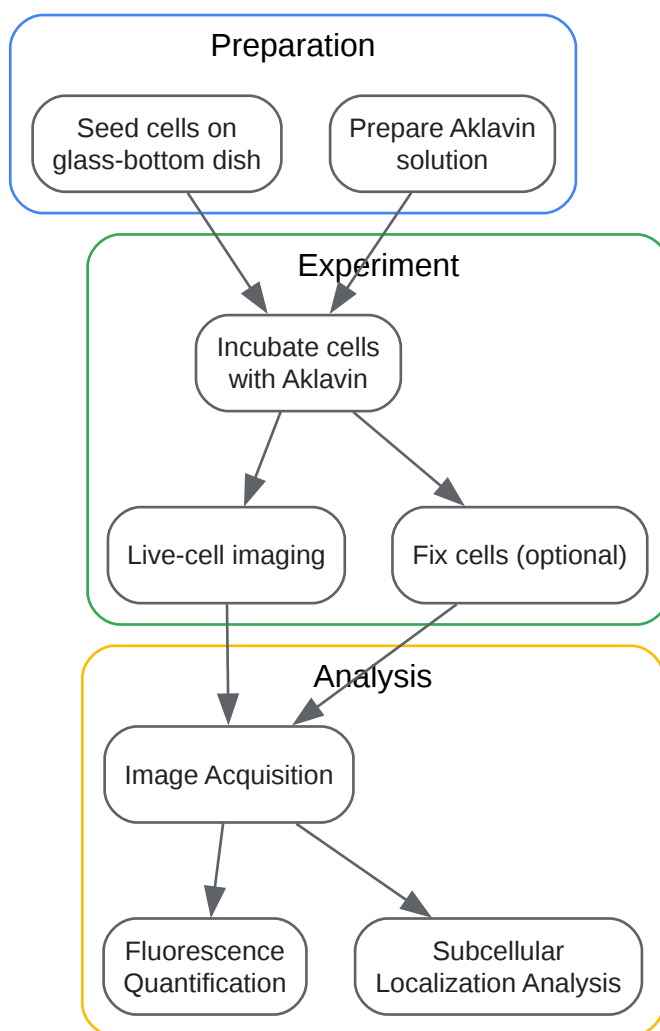 Preparation
Seed cells on
glass-bottom dish
Prepare Aklavin
solution
Experiment
Incubate cells
with Aklavin
Live-cell imaging
Fix cells (optional)
Analysis
Image Acquisition
Fluorescence
Quantification
Subcellular
Localization Analysis